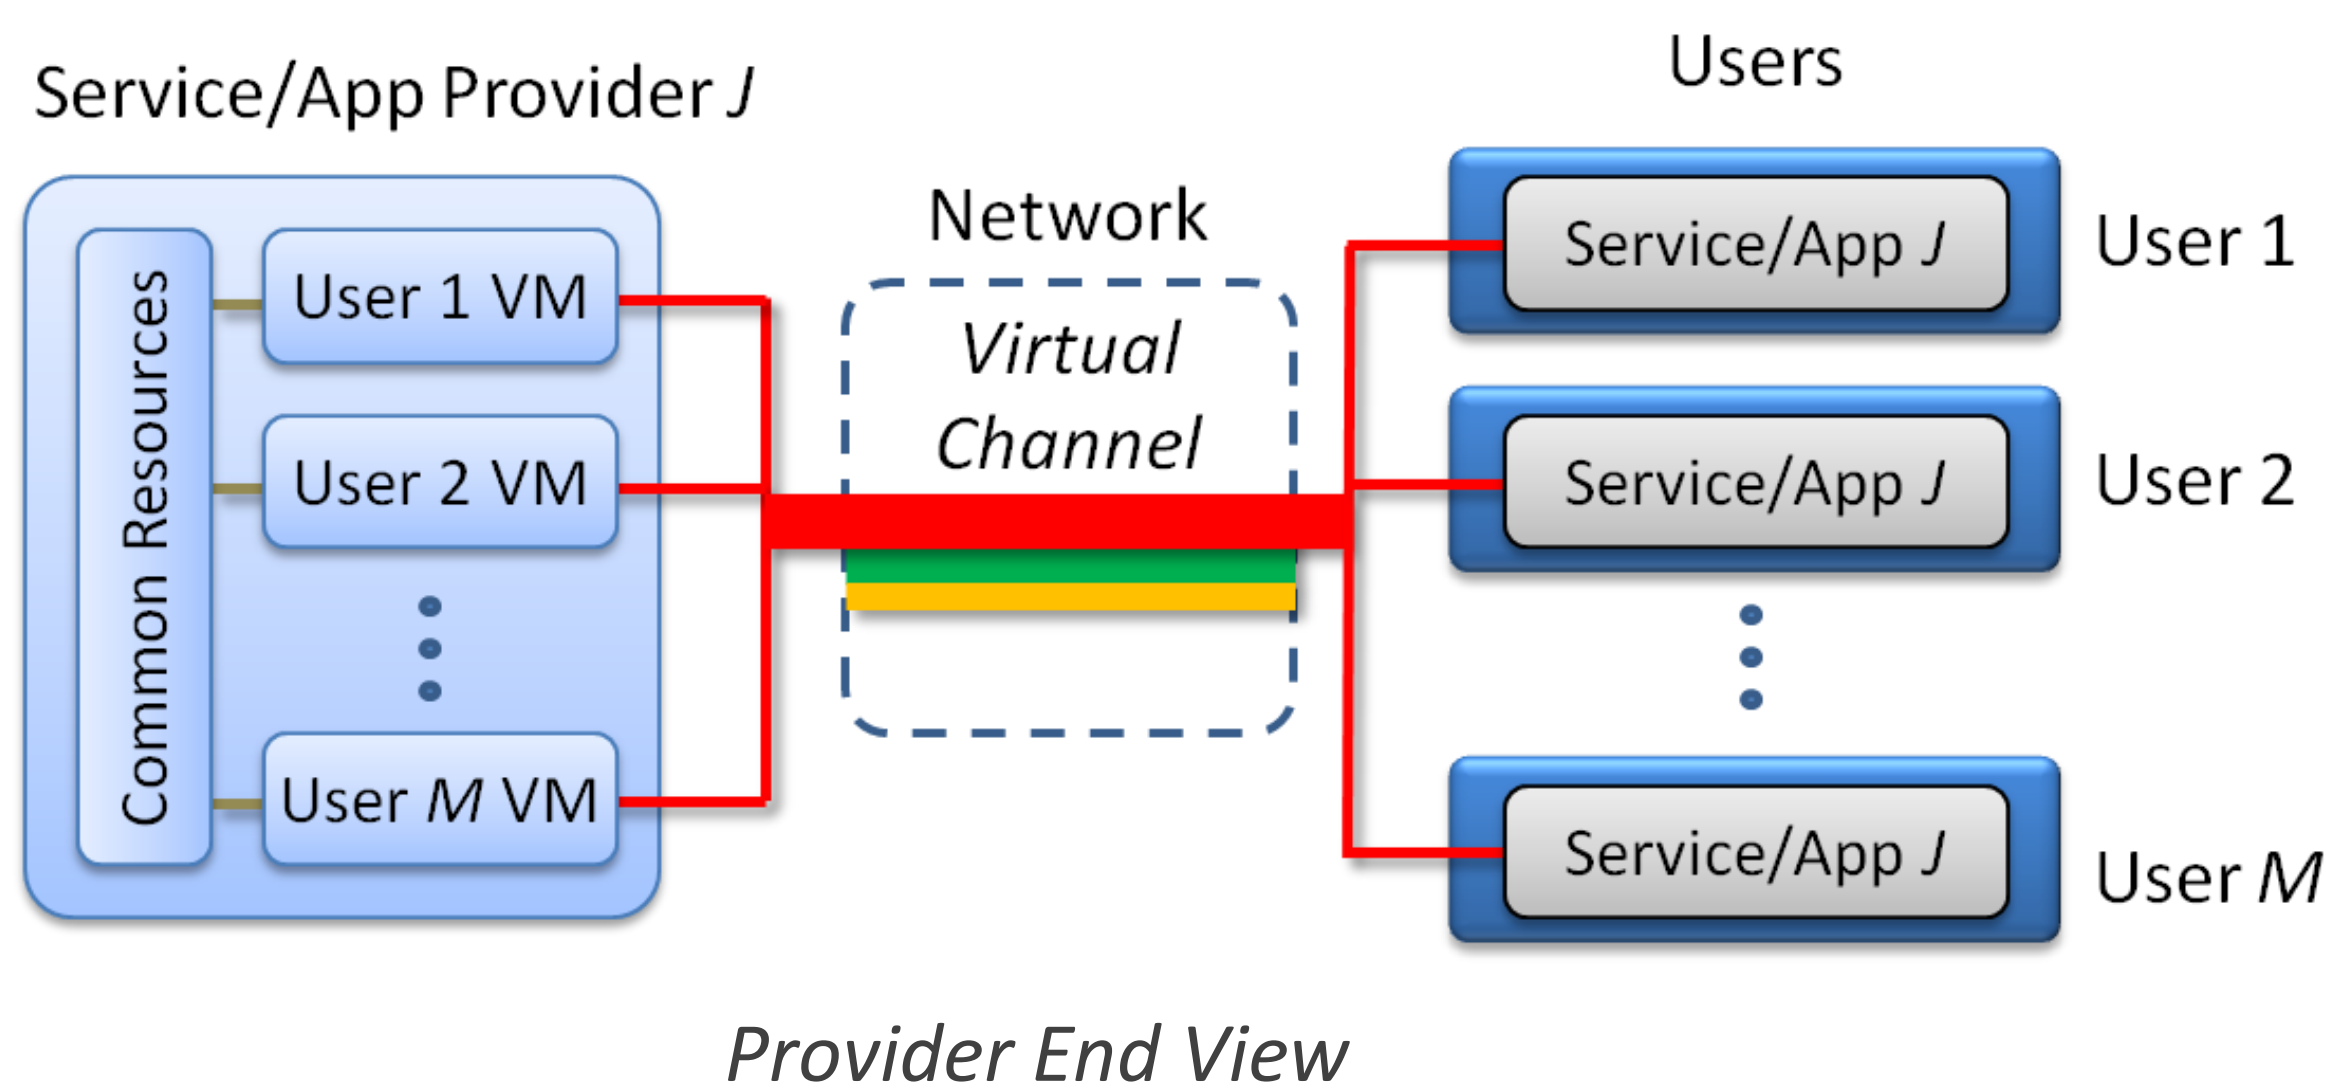 Service/App Provider J
Common Resources
User 1 VM
User 2 VM
User M VM
Network
Virtual
Channel
Users
Service/App J
User 1
Service/App J
User 2
Service/App J
User M
Provider End View